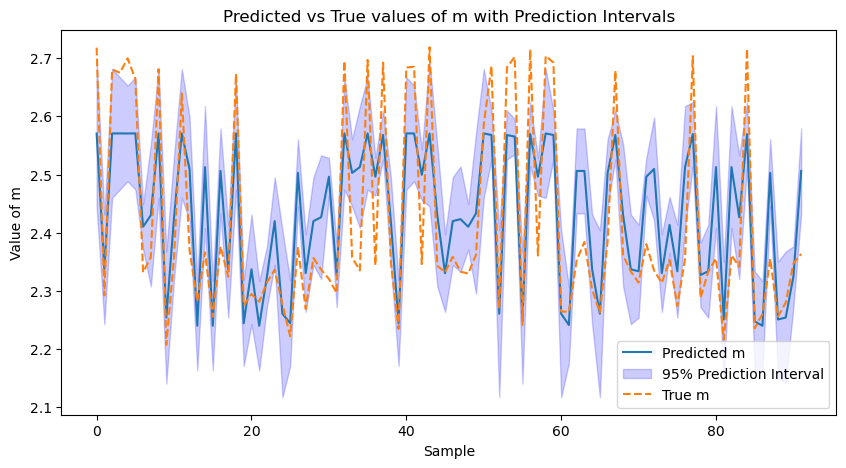 Predicted vs True values of m with Prediction Intervals
Value of m
2.7
2.6
2.5
2.4
2.3
2.2
2.1
0
20
40
60
80
Sample
Predicted m
95% Prediction Interval
True m